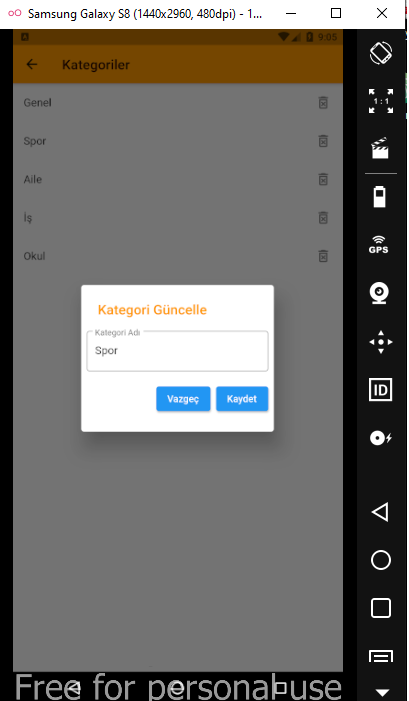 Samsung Galaxy S8 (1440x2960, 480dpi) - 1...
9:05
Kategoriler
Genel
Spor
Aile
İş
Okul
Kategori Güncelle
Kategori Adı
Spor
Vazgeç Kaydet
1:1
GPS
ID
Free for personal use